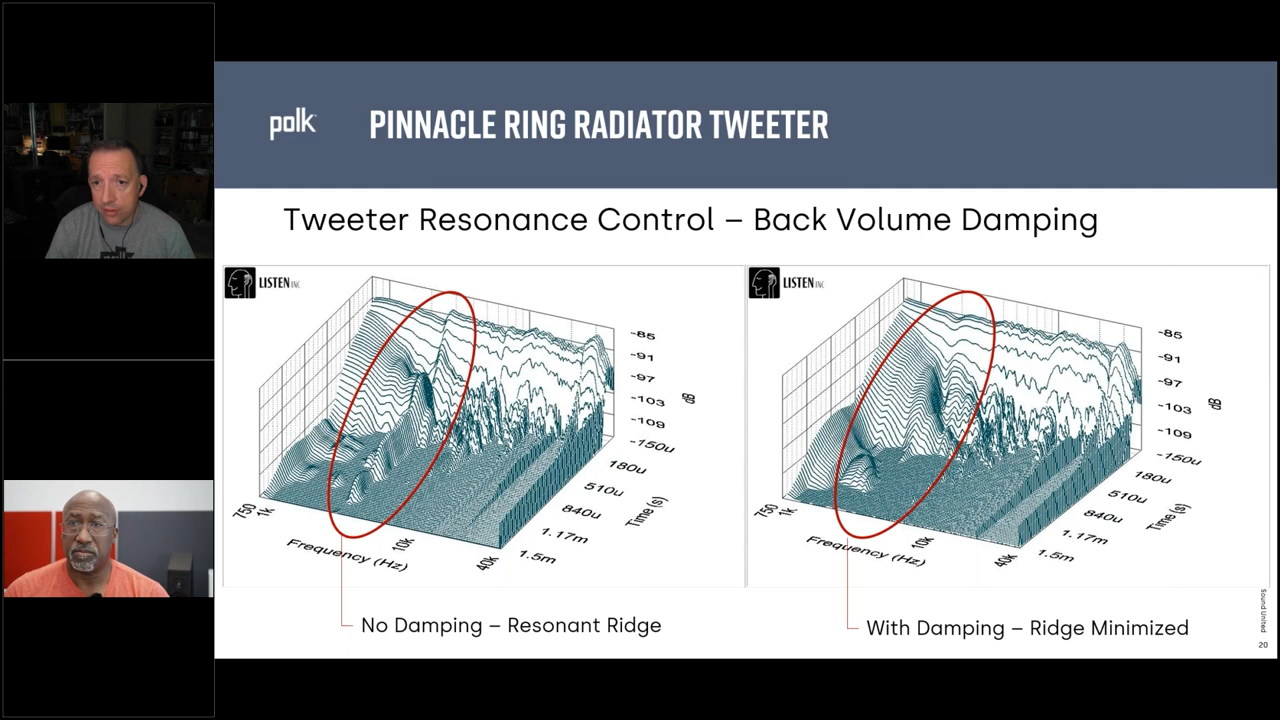 polk
PINNACLE RING RADIATOR TWEETER
Tweeter Resonance Control – Back Volume Damping
LISTEN INC
-85
-91
-97
-103
-109
-150u
dB
180u
510u
840u
1.17m
1.5m
Time(s)
750
1k
10k
40k
Frequency (Hz)
LISTEN INC
-85
-91
-97
-103
-109
-150u
dB
180u
510u
840u
1.17m
1.5m
Time(s)
750
1k
10k
40k
Frequency (Hz)
No Damping – Resonant Ridge
With Damping – Ridge Minimized
Sound United
20
polk